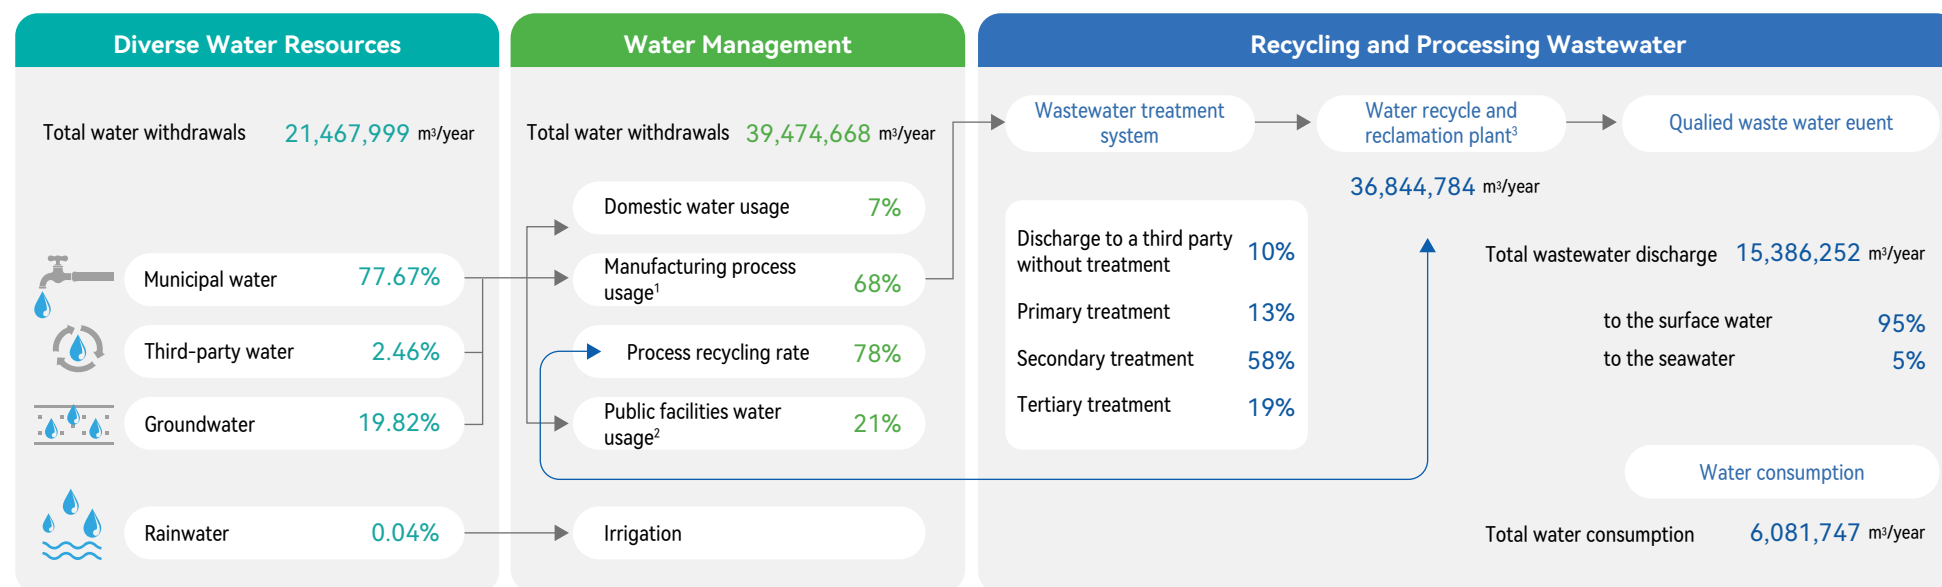 Diverse Water Resources
Total water withdrawals 21,467,999 m³/year
Municipal water 77.67%
Third-party water 2.46%
Groundwater 19.82%
Rainwater 0.04%
Water Management
Total water withdrawals 39,474,668 m³/year
Domestic water usage 7%
Manufacturing process
usage¹ 68%
Process recycling rate 78%
Public facilities water
usage² 21%
Irrigation
Recycling and Processing Wastewater
Wastewater treatment
system
Water recycle and
reclamation plant³
Qualied waste water euent
36,844,784 m³/year
Discharge to a third party
without treatment 10%
Primary treatment 13%
Secondary treatment 58%
Tertiary treatment 19%
Total wastewater discharge 15,386,252 m³/year
to the surface water 95%
to the seawater 5%
Water consumption
Total water consumption 6,081,747 m³/year